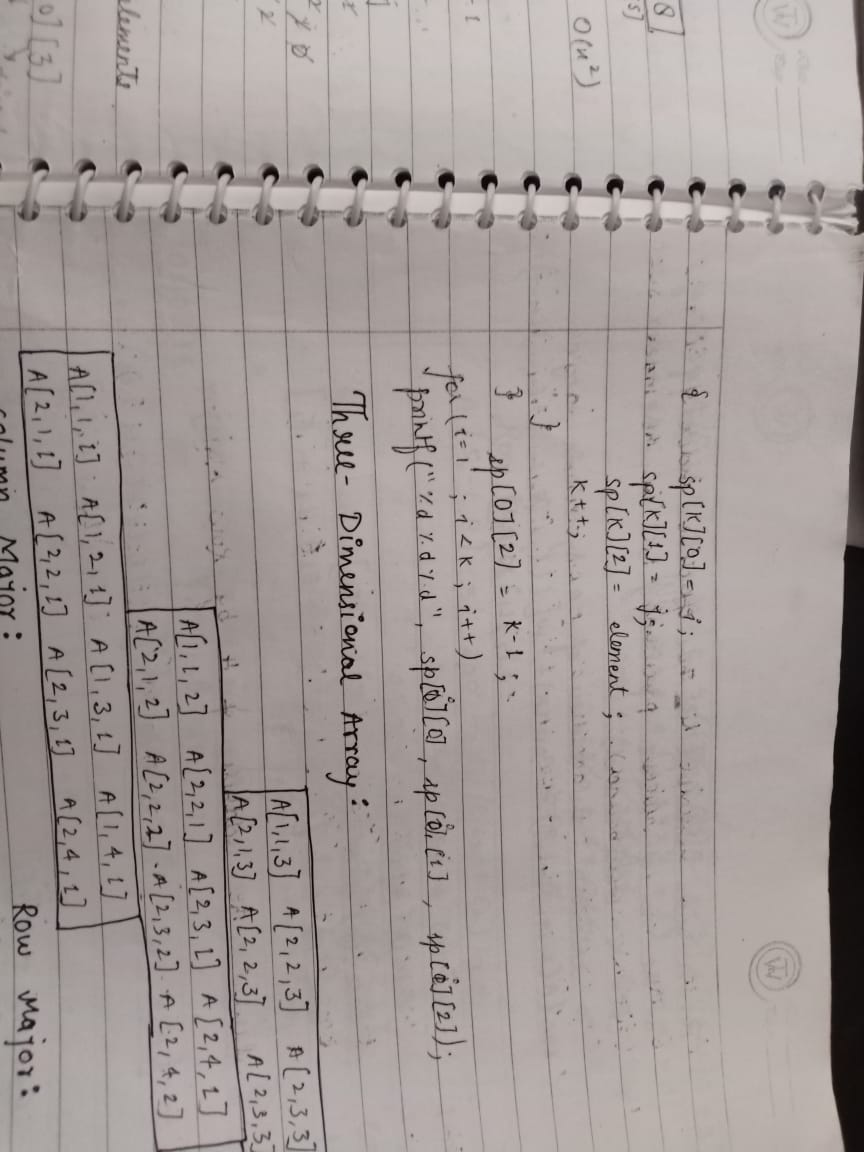 8]
5]
O(n²)
- 1
elements
0][3]
{ sp[k][0] = i;
sp[k][1] = j;
sp[k][2] = element;
k++;
}
} sp[0][2] = k-1;
for(i=1; i<k; i++)
printf("%d%d%d", sp[i][0], sp[i][1], sp[i][2]);
Three-Dimensional Array:
A[1,1,3] A[2,2,3] A[2,3,3]
A[2,1,3] A[2,2,3] A[2,3,3]
A[1,1,2] A[2,2,1] A[2,3,1] A[2,4,1]
A[2,1,2] A[2,2,2] A[2,3,2] A[2,4,2]
A[1,1,1] A[1,2,1] A[1,3,1] A[1,4,1]
A[2,1,1] A[2,2,1] A[2,3,1] A[2,4,1]
Column Major: Row Major: